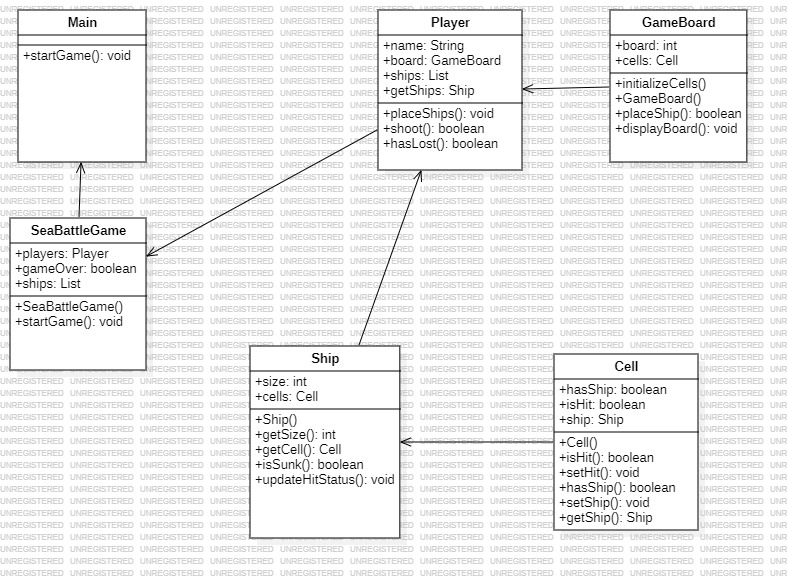 Main
+startGame(): void
Player
+name: String
+board: GameBoard
+ships: List
+getShips: Ship
+placeShips(): void
+shoot(): boolean
+hasLost(): boolean
GameBoard
+board: int
+cells: Cell
+initializeCells()
+GameBoard()
+placeShip(): boolean
+displayBoard(): void
SeaBattleGame
+players: Player
+gameOver: boolean
+ships: List
+SeaBattleGame()
+startGame(): void
Ship
+size: int
+cells: Cell
+Ship()
+getSize(): int
+getCell(): Cell
+isSunk(): boolean
+updateHitStatus(): void
Cell
+hasShip: boolean
+isHit: boolean
+ship: Ship
+Cell()
+isHit(): boolean
+setHit(): void
+hasShip(): boolean
+setShip(): void
+getShip(): Ship
UNREGISTERED